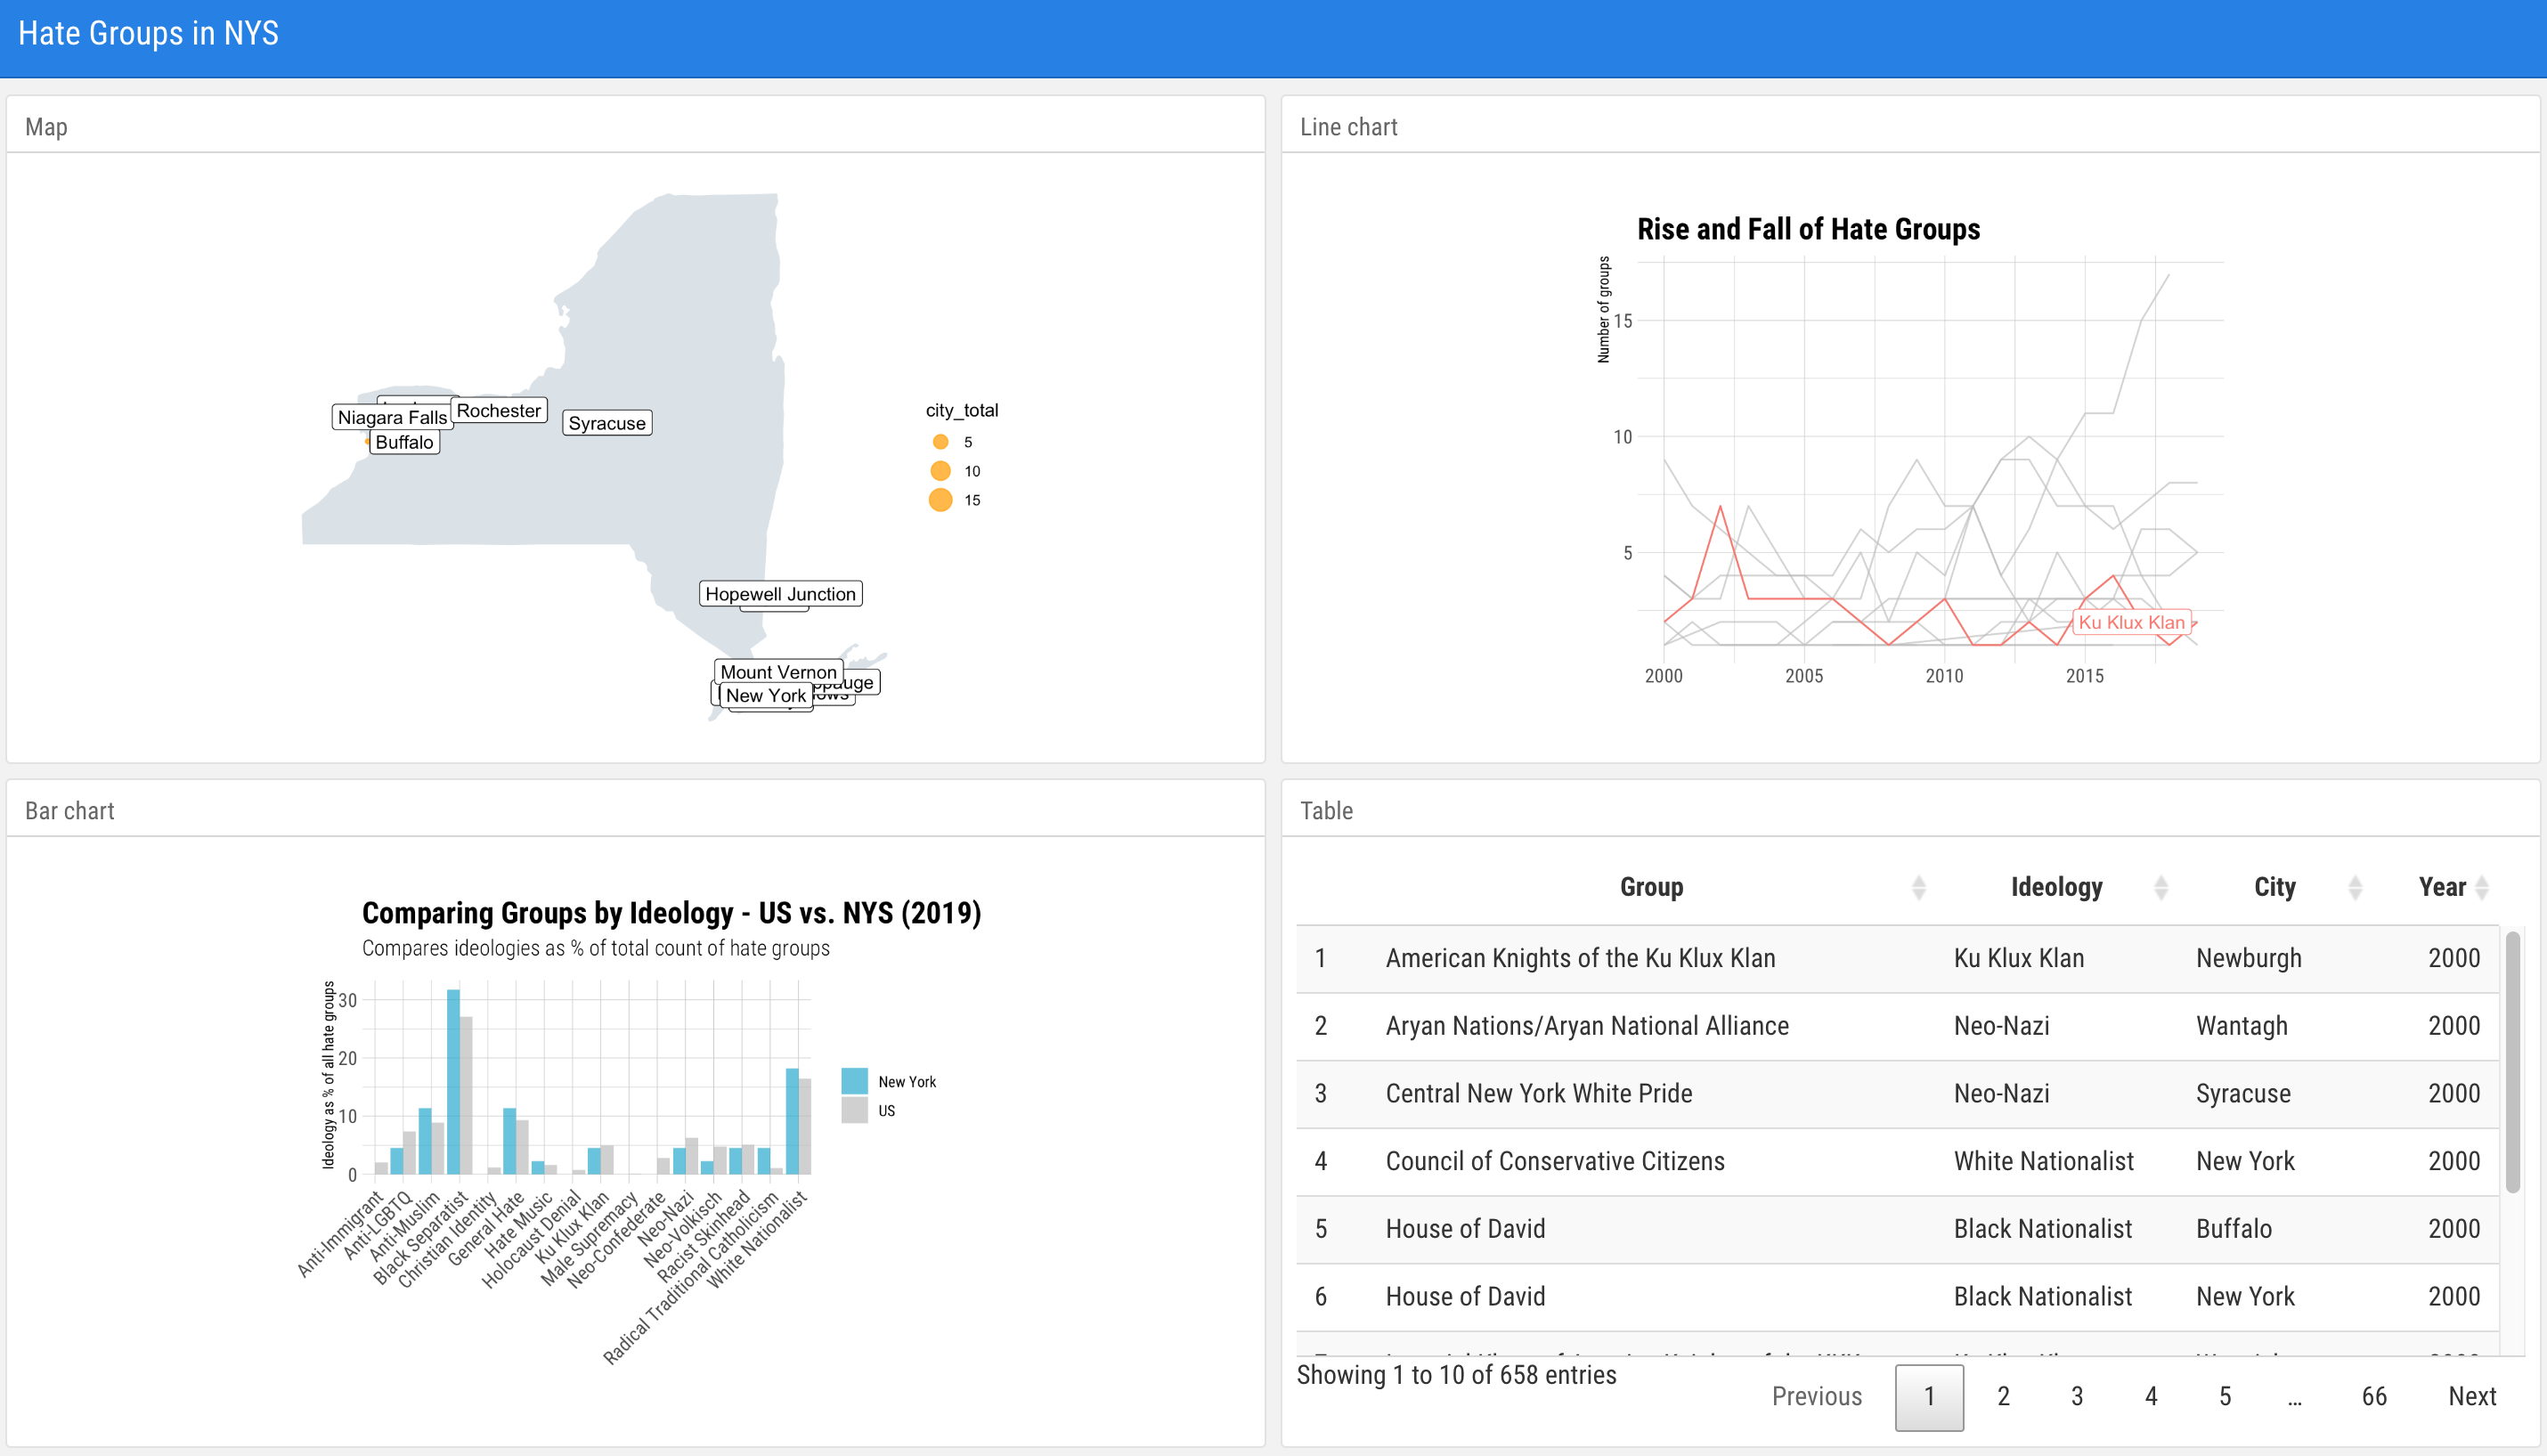 Hate Groups in NYS
Map
Rochester
Niagara Falls
Syracuse
Buffalo
Hopewell Junction
Mount Vernon
New York
city_total
5
10
15
Line chart
Rise and Fall of Hate Groups
Number of groups
15
10
5
Ku Klux Klan
2000 2005 2010 2015
Bar chart
Comparing Groups by Ideology - US vs. NYS (2019)
Compares ideologies as % of total count of hate groups
Ideology as % of all hate groups
30
20
10
0
New York
US
Anti-Immigrant
Anti-LGBTQ
Anti-Muslim
Black Separatist
Christian Identity
General Hate
Hate Music
Holocaust Denial
Ku Klux Klan
Male Supremacy
Neo-Confederate
Neo-Nazi
Neo-Volkisch
Racist Skinhead
Radical Traditional Catholicism
White Nationalist
Table
Group Ideology City Year
1 American Knights of the Ku Klux Klan Ku Klux Klan Newburgh 2000
2 Aryan Nations/Aryan National Alliance Neo-Nazi Wantagh 2000
3 Central New York White Pride Neo-Nazi Syracuse 2000
4 Council of Conservative Citizens White Nationalist New York 2000
5 House of David Black Nationalist Buffalo 2000
6 House of David Black Nationalist New York 2000
Showing 1 to 10 of 658 entries
Previous 1 2 3 4 5 … 66 Next